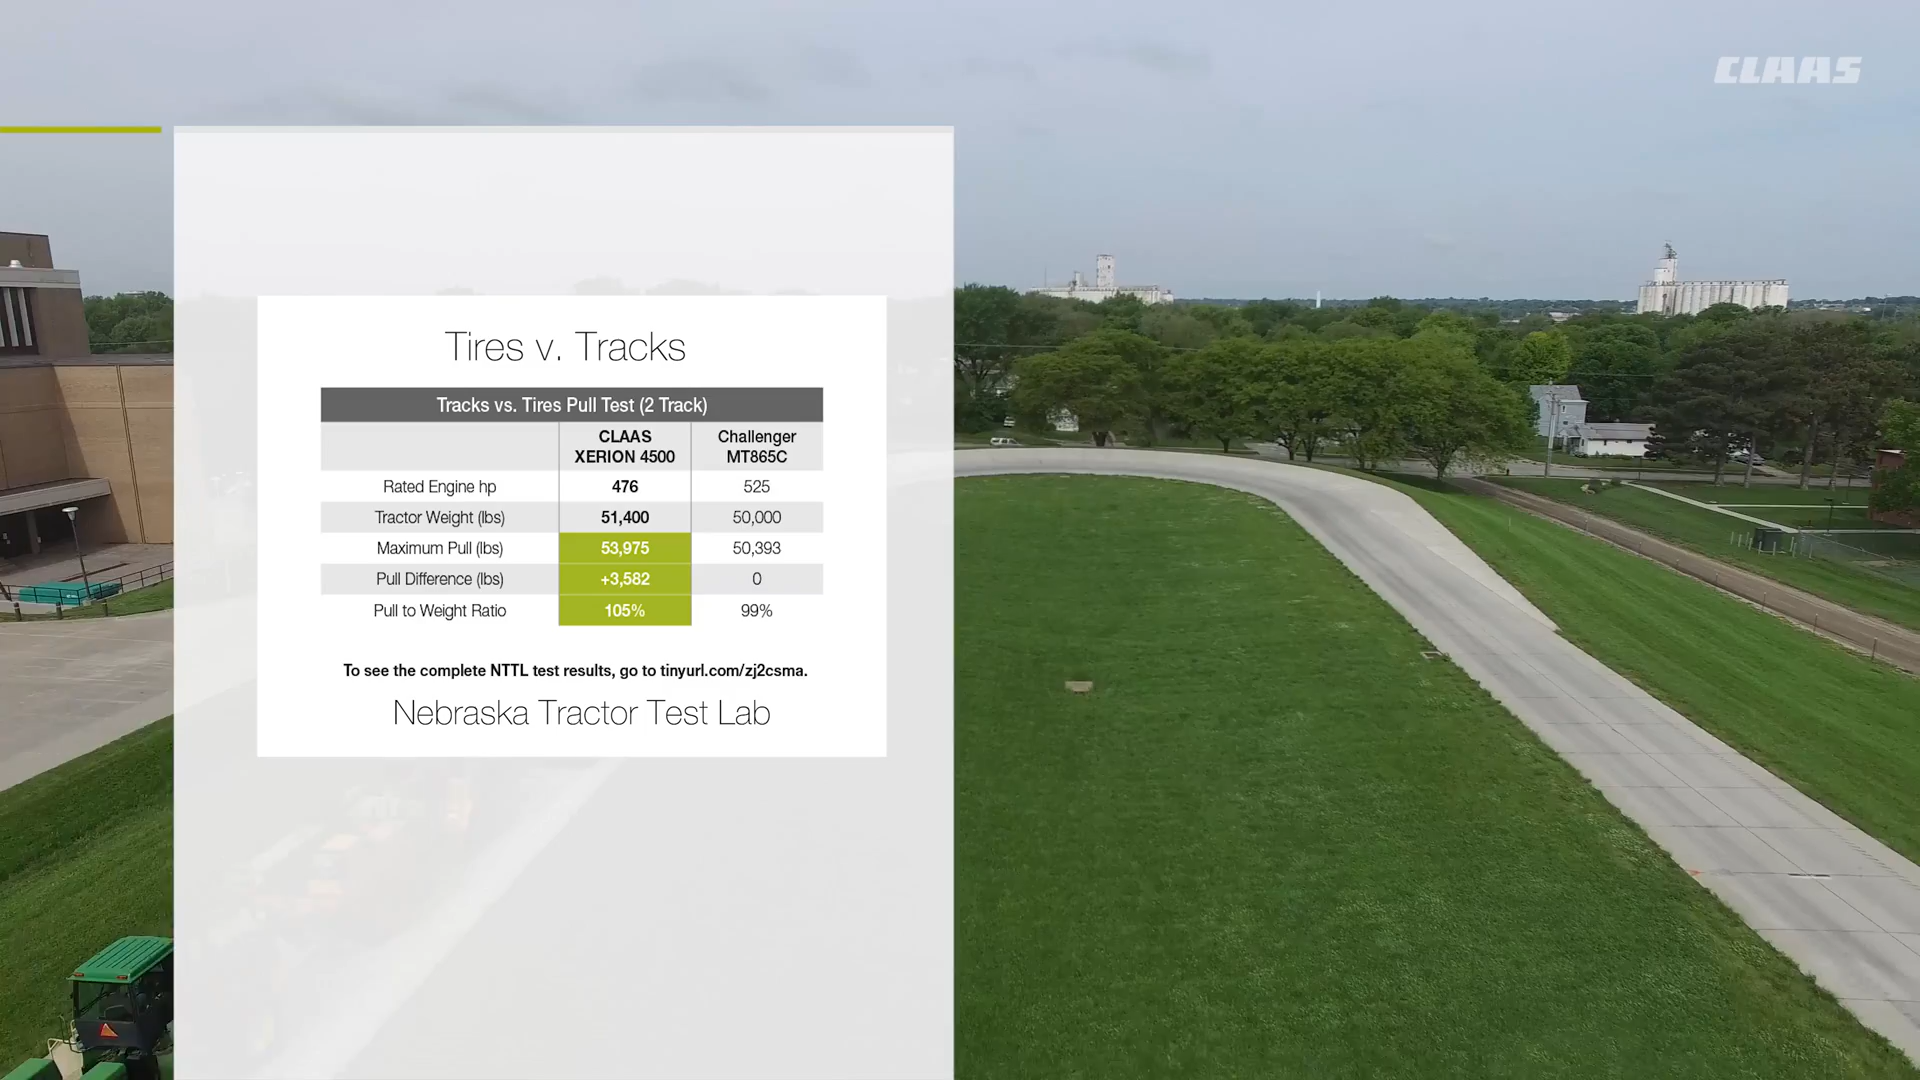 CLAAS
Tires v. Tracks
Tracks vs. Tires Pull Test (2 Track)
CLAAS XERION 4500 Challenger MT865C
Rated Engine hp 476 525
Tractor Weight (lbs) 51,400 50,000
Maximum Pull (lbs) 53,975 50,393
Pull Difference (lbs) +3,582 0
Pull to Weight Ratio 105% 99%
To see the complete NTTL test results, go to tinyurl.com/zj2csma.
Nebraska Tractor Test Lab